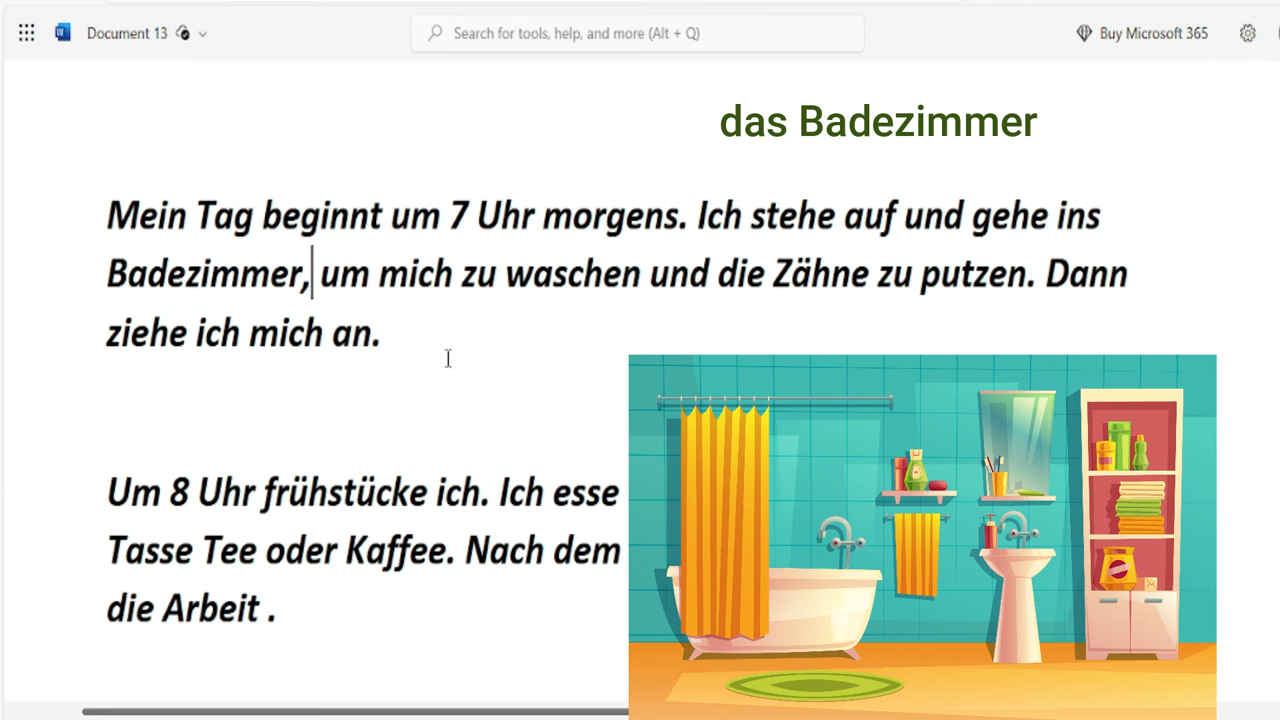 Document 13
Search for tools, help, and more (Alt + Q)
Buy Microsoft 365
das Badezimmer
Mein Tag beginnt um 7 Uhr morgens. Ich stehe auf und gehe ins
Badezimmer, um mich zu waschen und die Zähne zu putzen. Dann
ziehe ich mich an.
Um 8 Uhr frühstücke ich. Ich esse
Tasse Tee oder Kaffee. Nach dem
die Arbeit .